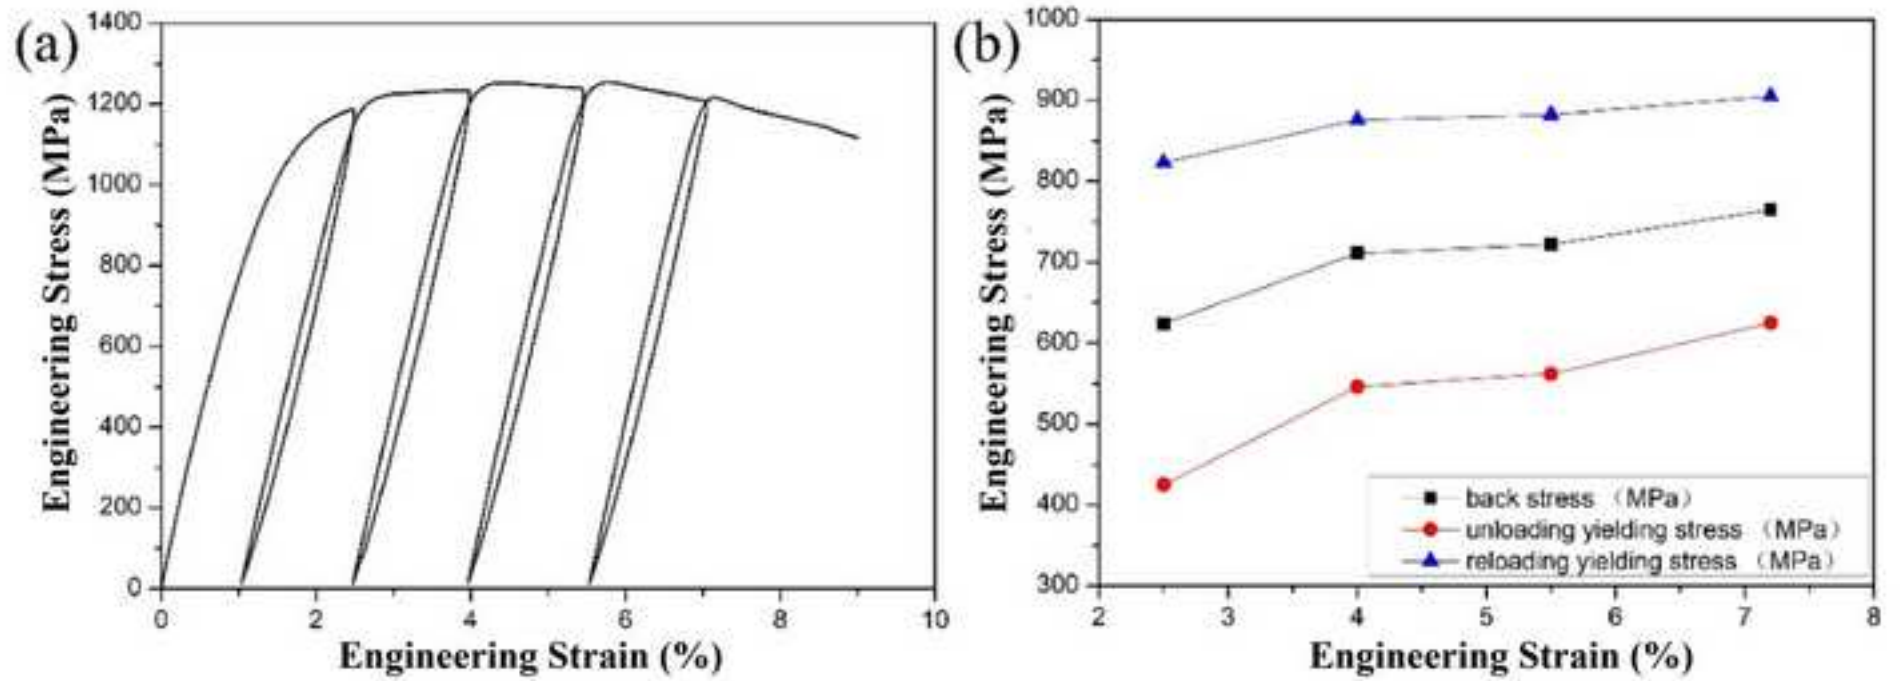 (a)
Engineering Stress (MPa)
1400
1200
1000
800
600
400
200
0
0 2 4 6 8 10
Engineering Strain (%)
(b)
Engineering Stress (MPa)
1000
900
800
700
600
500
400
300
back stress （MPa）
unloading yielding stress （MPa）
reloading yielding stress （MPa）
2 3 4 5 6 7 8
Engineering Strain (%)